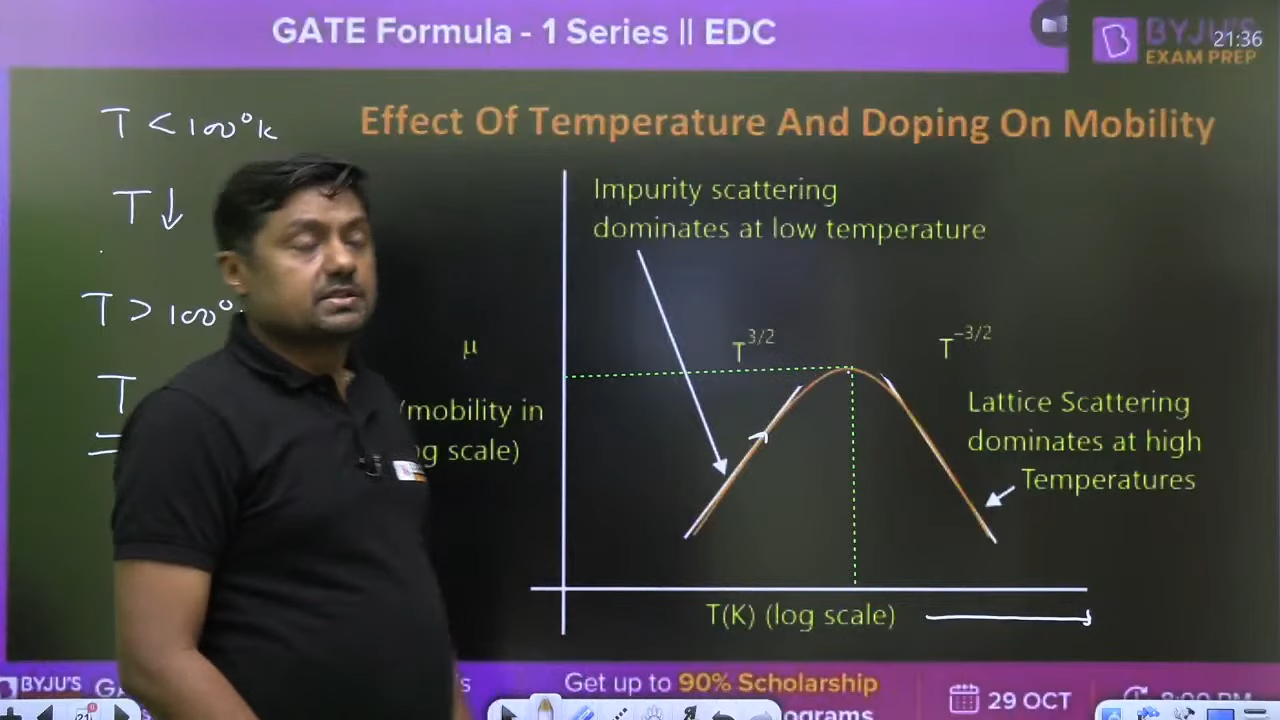 GATE Formula - 1 Series || EDC
BYJU'S
21:36
EXAM PREP
T < 100°k
Effect Of Temperature And Doping On Mobility
T ↓
Impurity scattering
dominates at low temperature
T > 100°
T^3/2
T^-3/2
μ
T
(mobility in
og scale)
Lattice Scattering
dominates at high
Temperatures
T(K) (log scale)
BYJU'S
Get up to 90% Scholarship
29 OCT